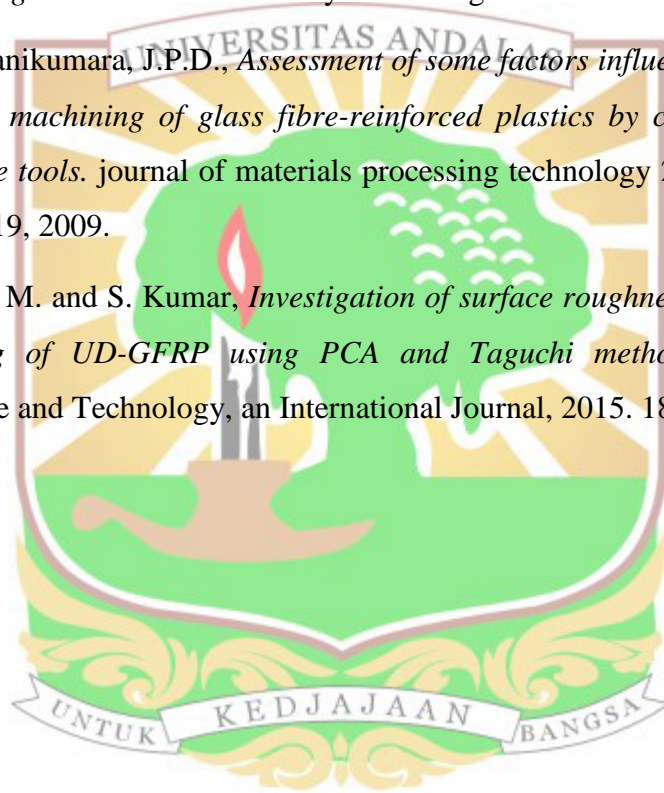 UNIVERSITAS ANDALAS
anikumara, J.P.D., Assessment of some factors influe
machining of glass fibre-reinforced plastics by c
e tools. journal of materials processing technology
19, 2009.
M. and S. Kumar, Investigation of surface roughne
g of UD-GFRP using PCA and Taguchi metho
e and Technology, an International Journal, 2015. 18
UNTUK KEDJAJAAN BANGSA